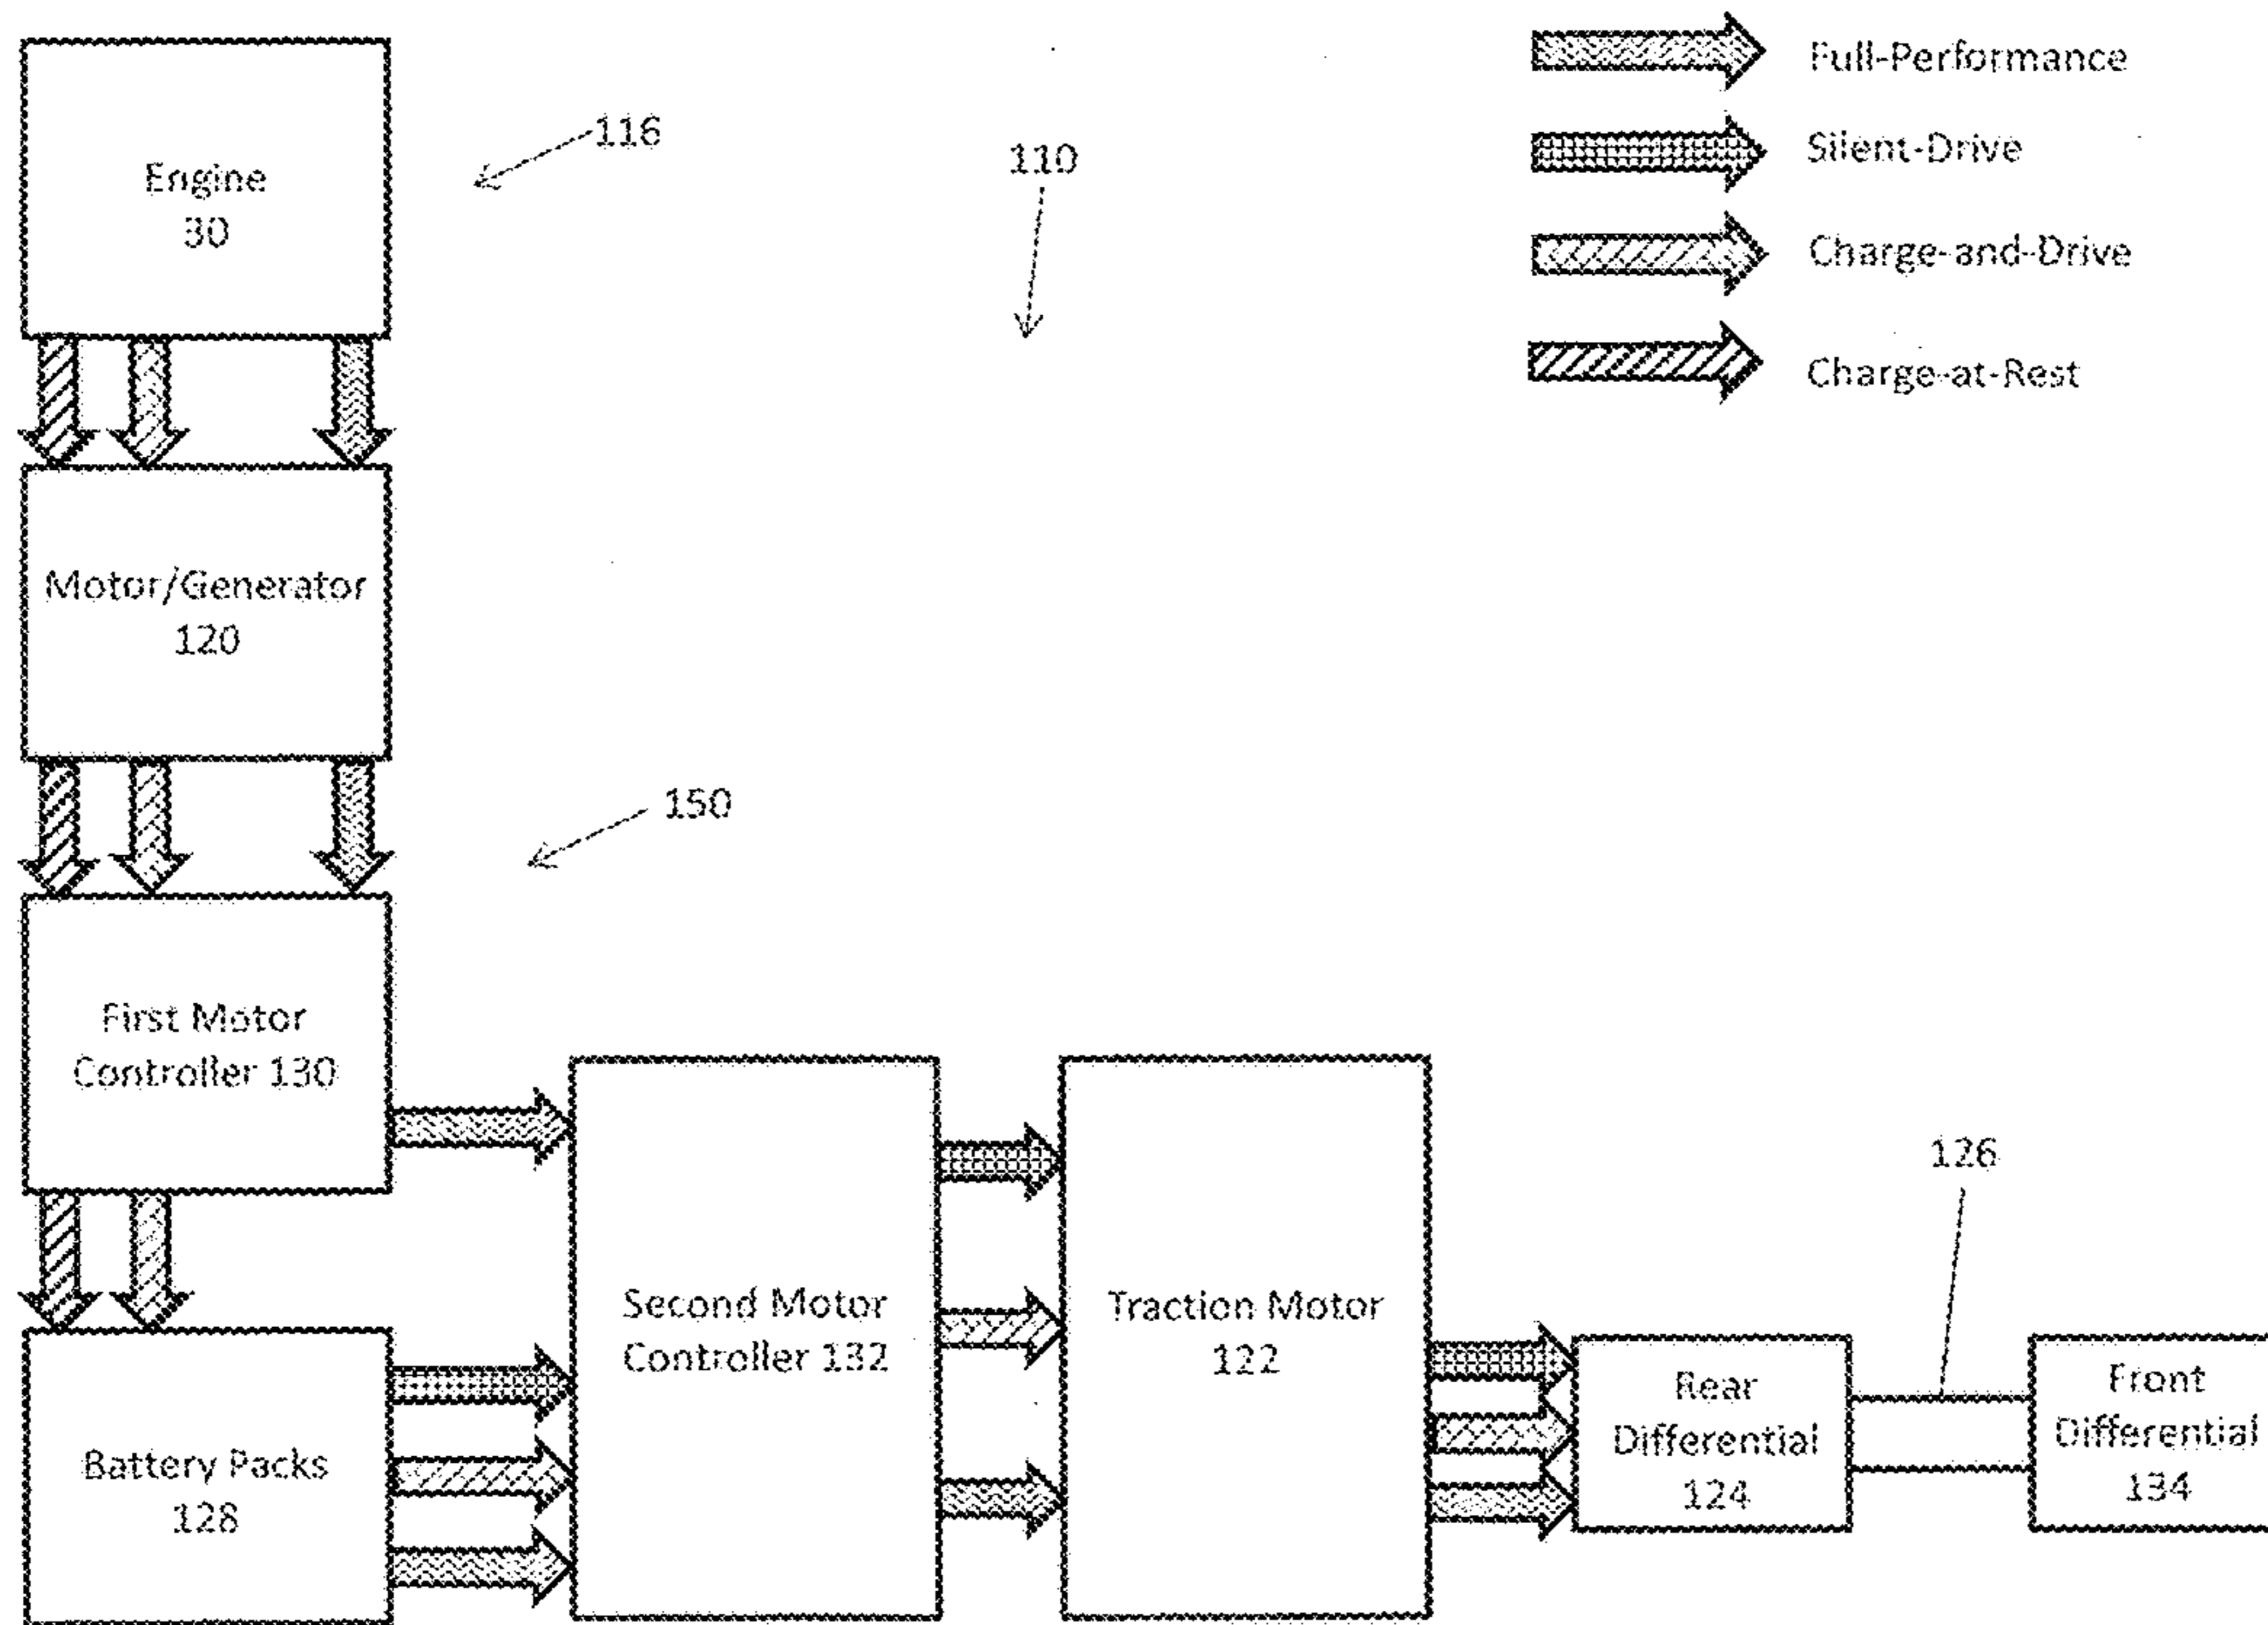 Full-Performance
Silent-Drive
Charge-and-Drive
Charge-at-Rest
116
110
Engine
30
Motor/Generator
120
150
First Motor
Controller 130
Second Motor
Controller 132
Traction Motor
122
126
Battery Packs
128
Rear
Differential
124
Front
Differential
134